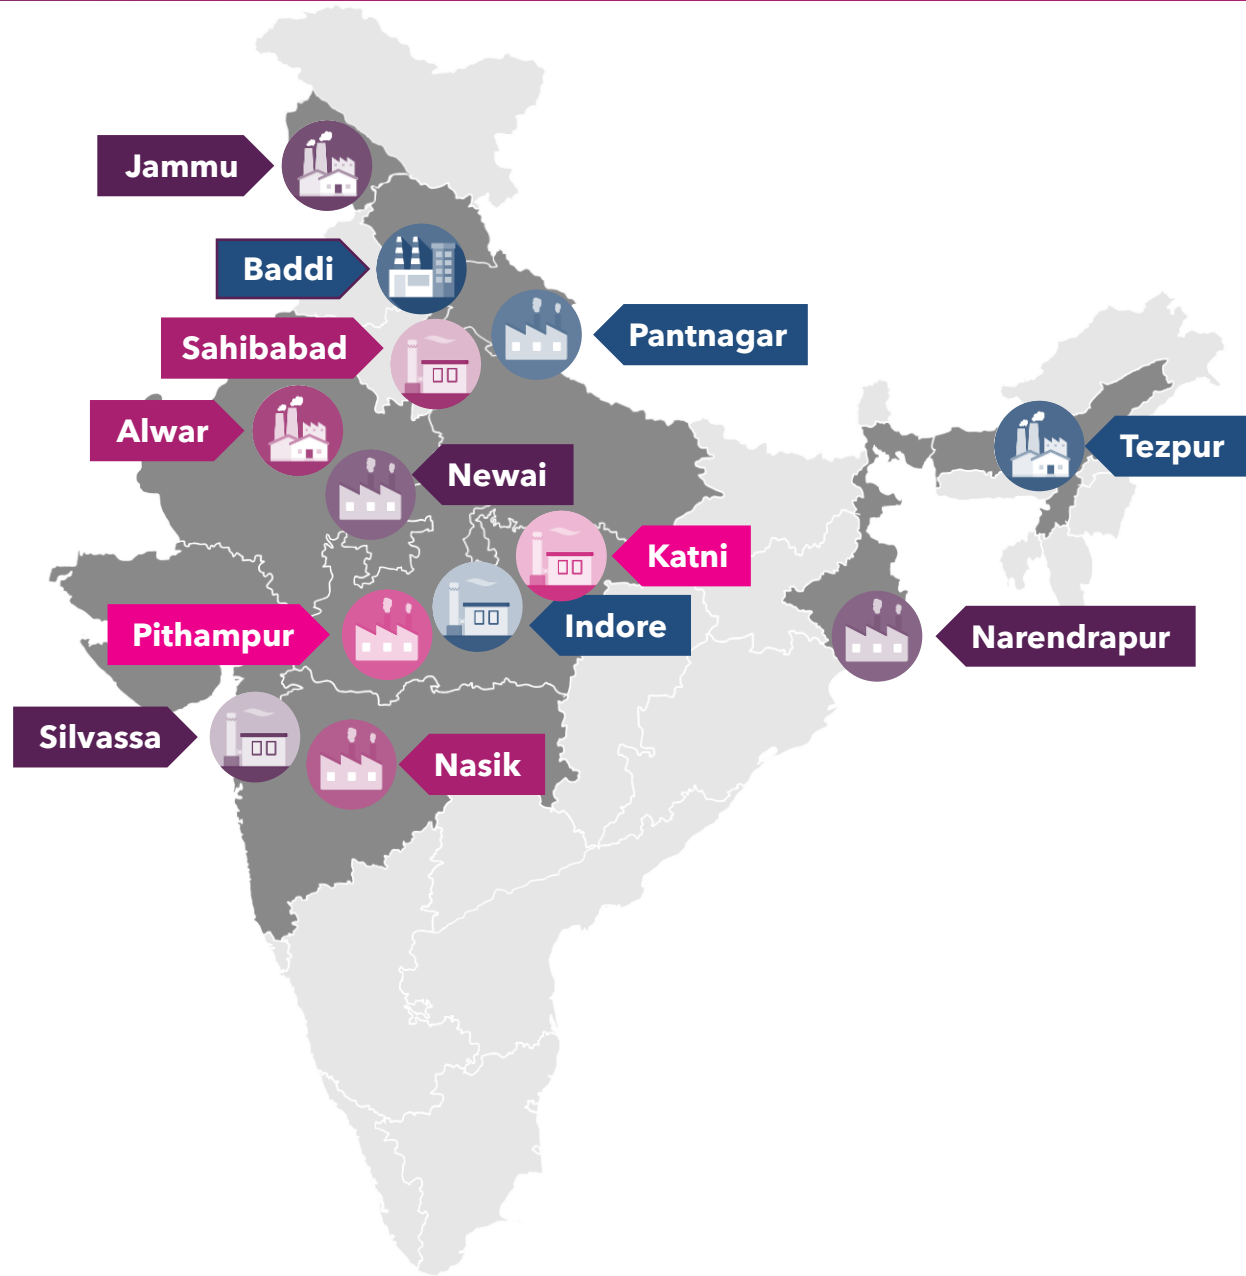 Jammu
Baddi
Pantnagar
Sahibabad
Alwar
Tezpur
Newai
Katni
Indore
Pithampur
Narendrapur
Silvassa
Nasik